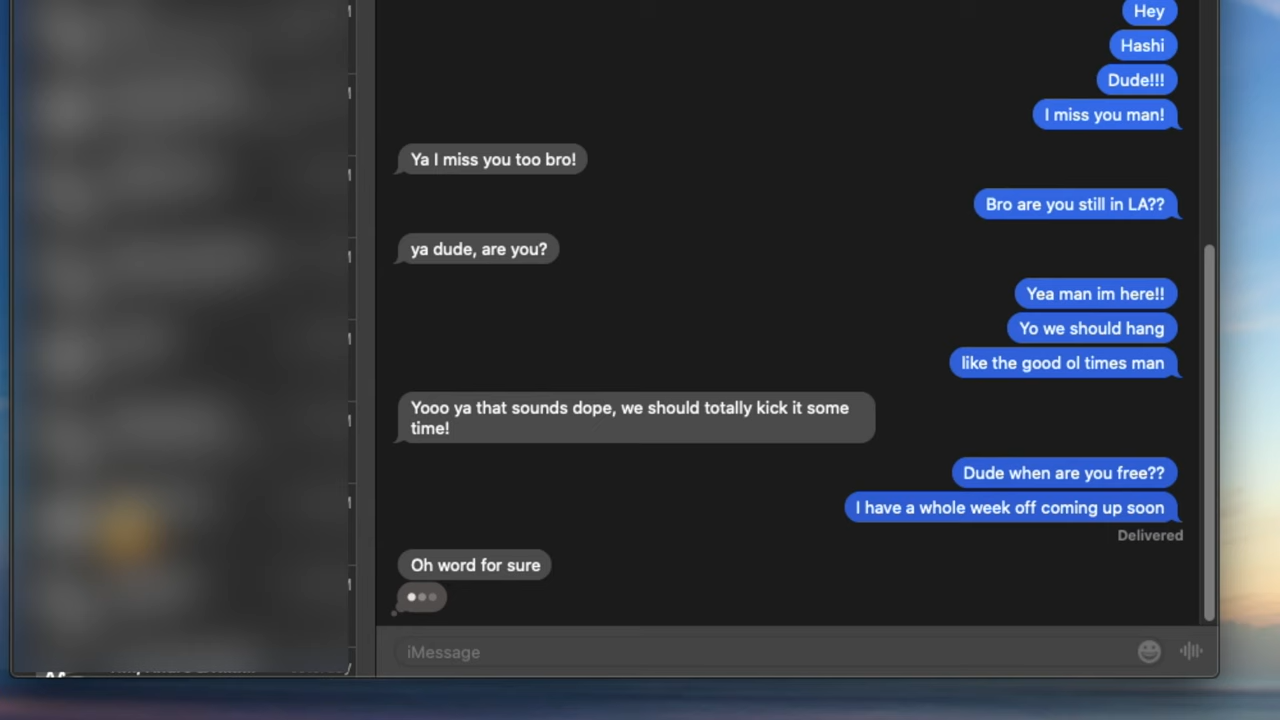 Hey
Hashi
Dude!!!
I miss you man!
Ya I miss you too bro!
Bro are you still in LA??
ya dude, are you?
Yea man im here!!
Yo we should hang
like the good ol times man
Yooo ya that sounds dope, we should totally kick it some
time!
Dude when are you free??
I have a whole week off coming up soon
Delivered
Oh word for sure
iMessage